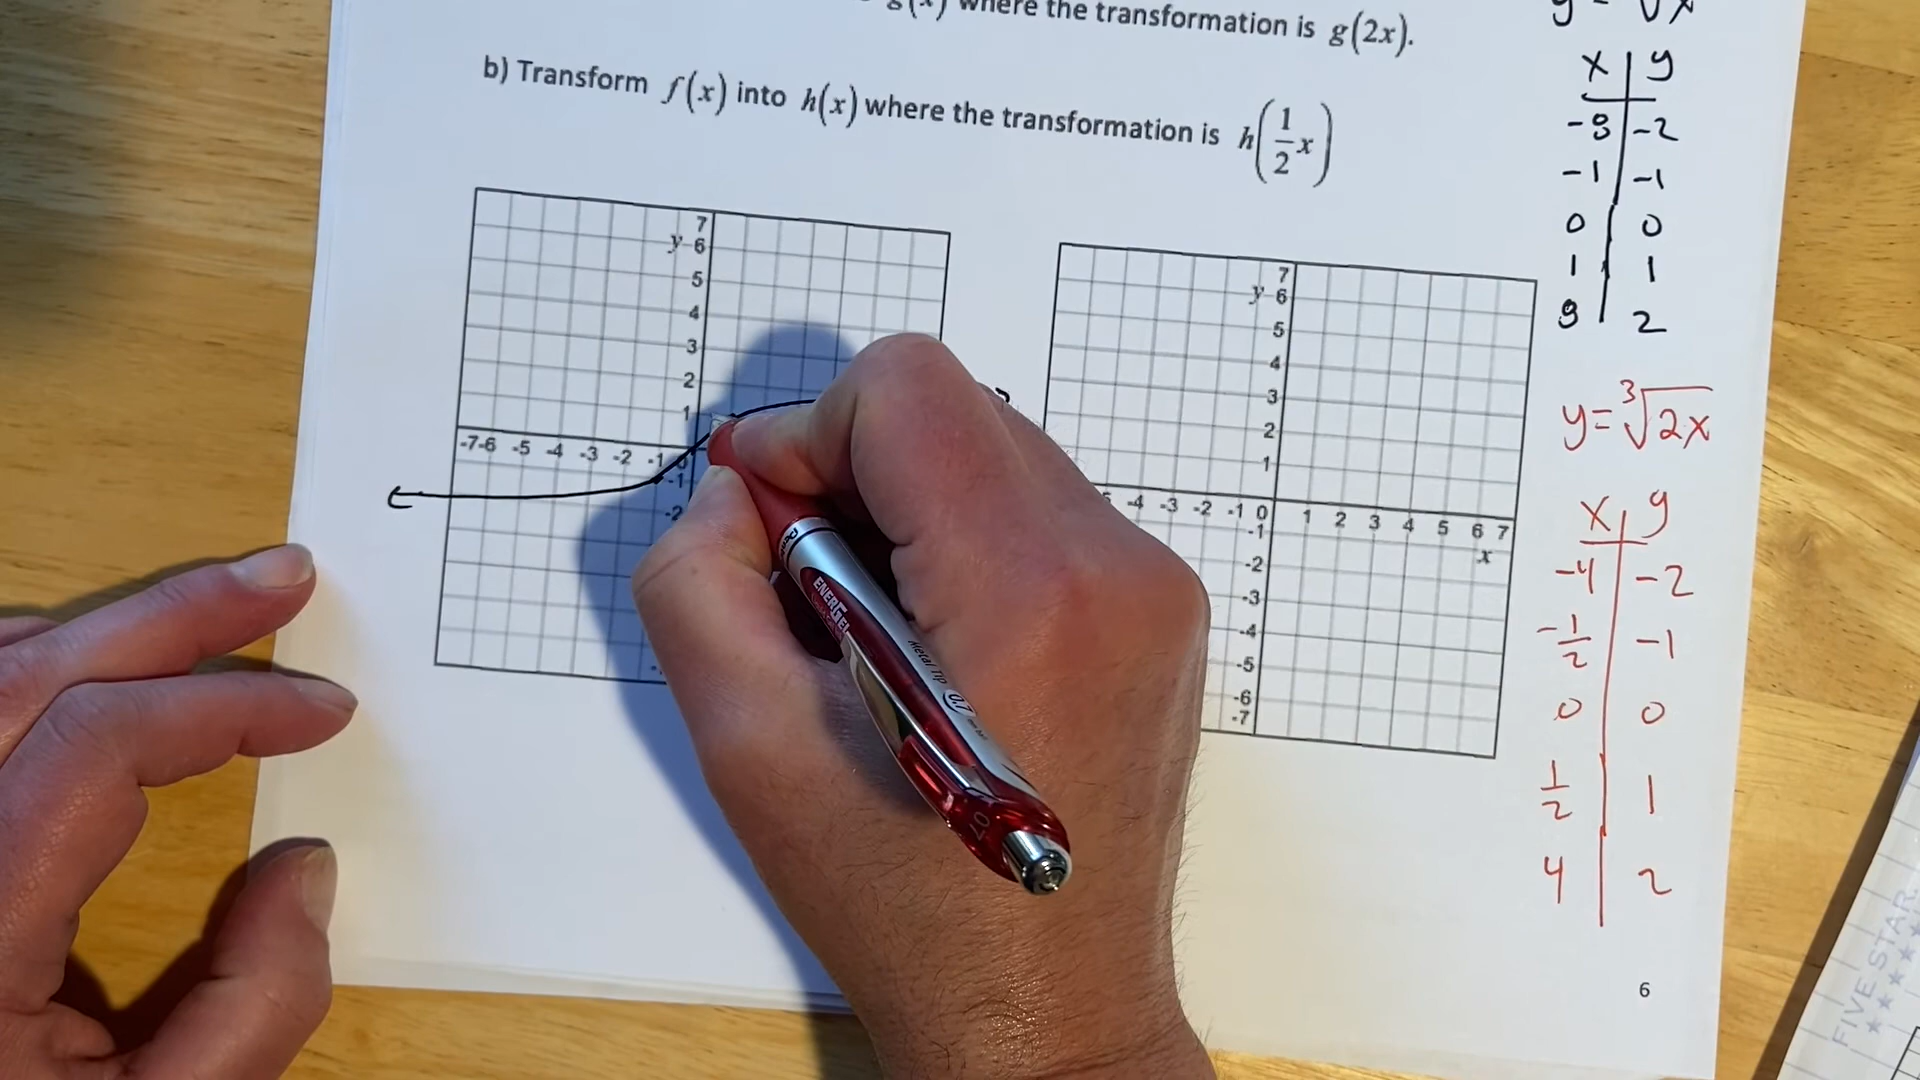 where the transformation is g(2x).
b) Transform f(x) into h(x) where the transformation is h(1/2 x)
x | y
-8 | -2
-1 | -1
0 | 0
1 | 1
8 | 2
y = ∛2x
x | y
-4 | -2
-1/2 | -1
0 | 0
1/2 | 1
4 | 2
7
y 6
5
4
3
2
1
-7 -6 -5 -4 -3 -2 -1 0
-1
-2
7
y 6
5
4
3
2
1
-4 -3 -2 -1 0 1 2 3 4 5 6 7
x
-1
-2
-3
-4
-5
-6
-7
ENERGEL
Metal Tip 0.7
07
6
FIVE STAR